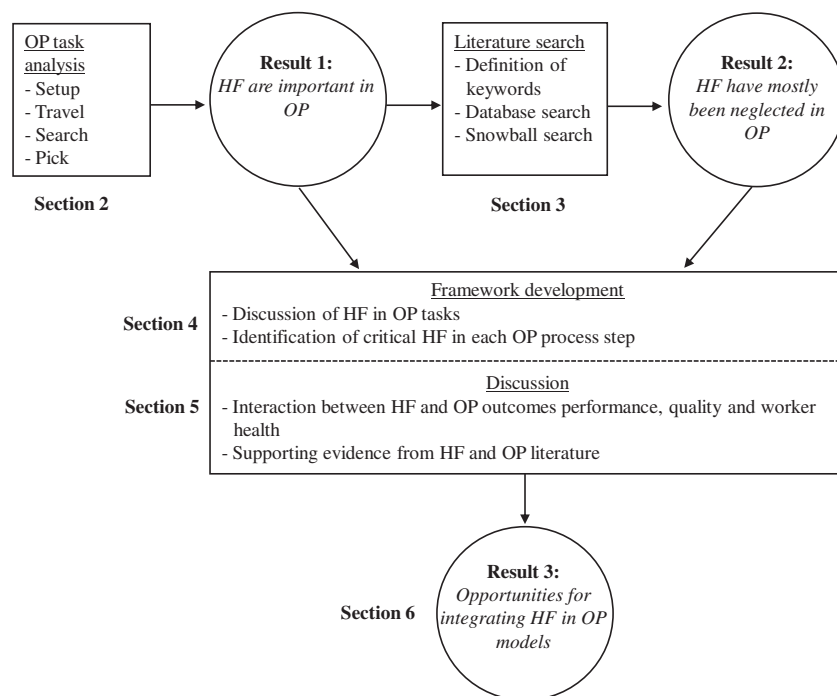 OP task
analysis
- Setup
- Travel
- Search
- Pick
Section 2
Result 1:
HF are important in
OP
Literature search
- Definition of
keywords
- Database search
- Snowball search
Section 3
Result 2:
HF have mostly
been neglected in
OP
Section 4
Framework development
- Discussion of HF in OP tasks
- Identification of critical HF in each OP process step
Section 5
Discussion
- Interaction between HF and OP outcomes performance, quality and worker
health
- Supporting evidence from HF and OP literature
Section 6
Result 3:
Opportunities for
integrating HF in OP
models